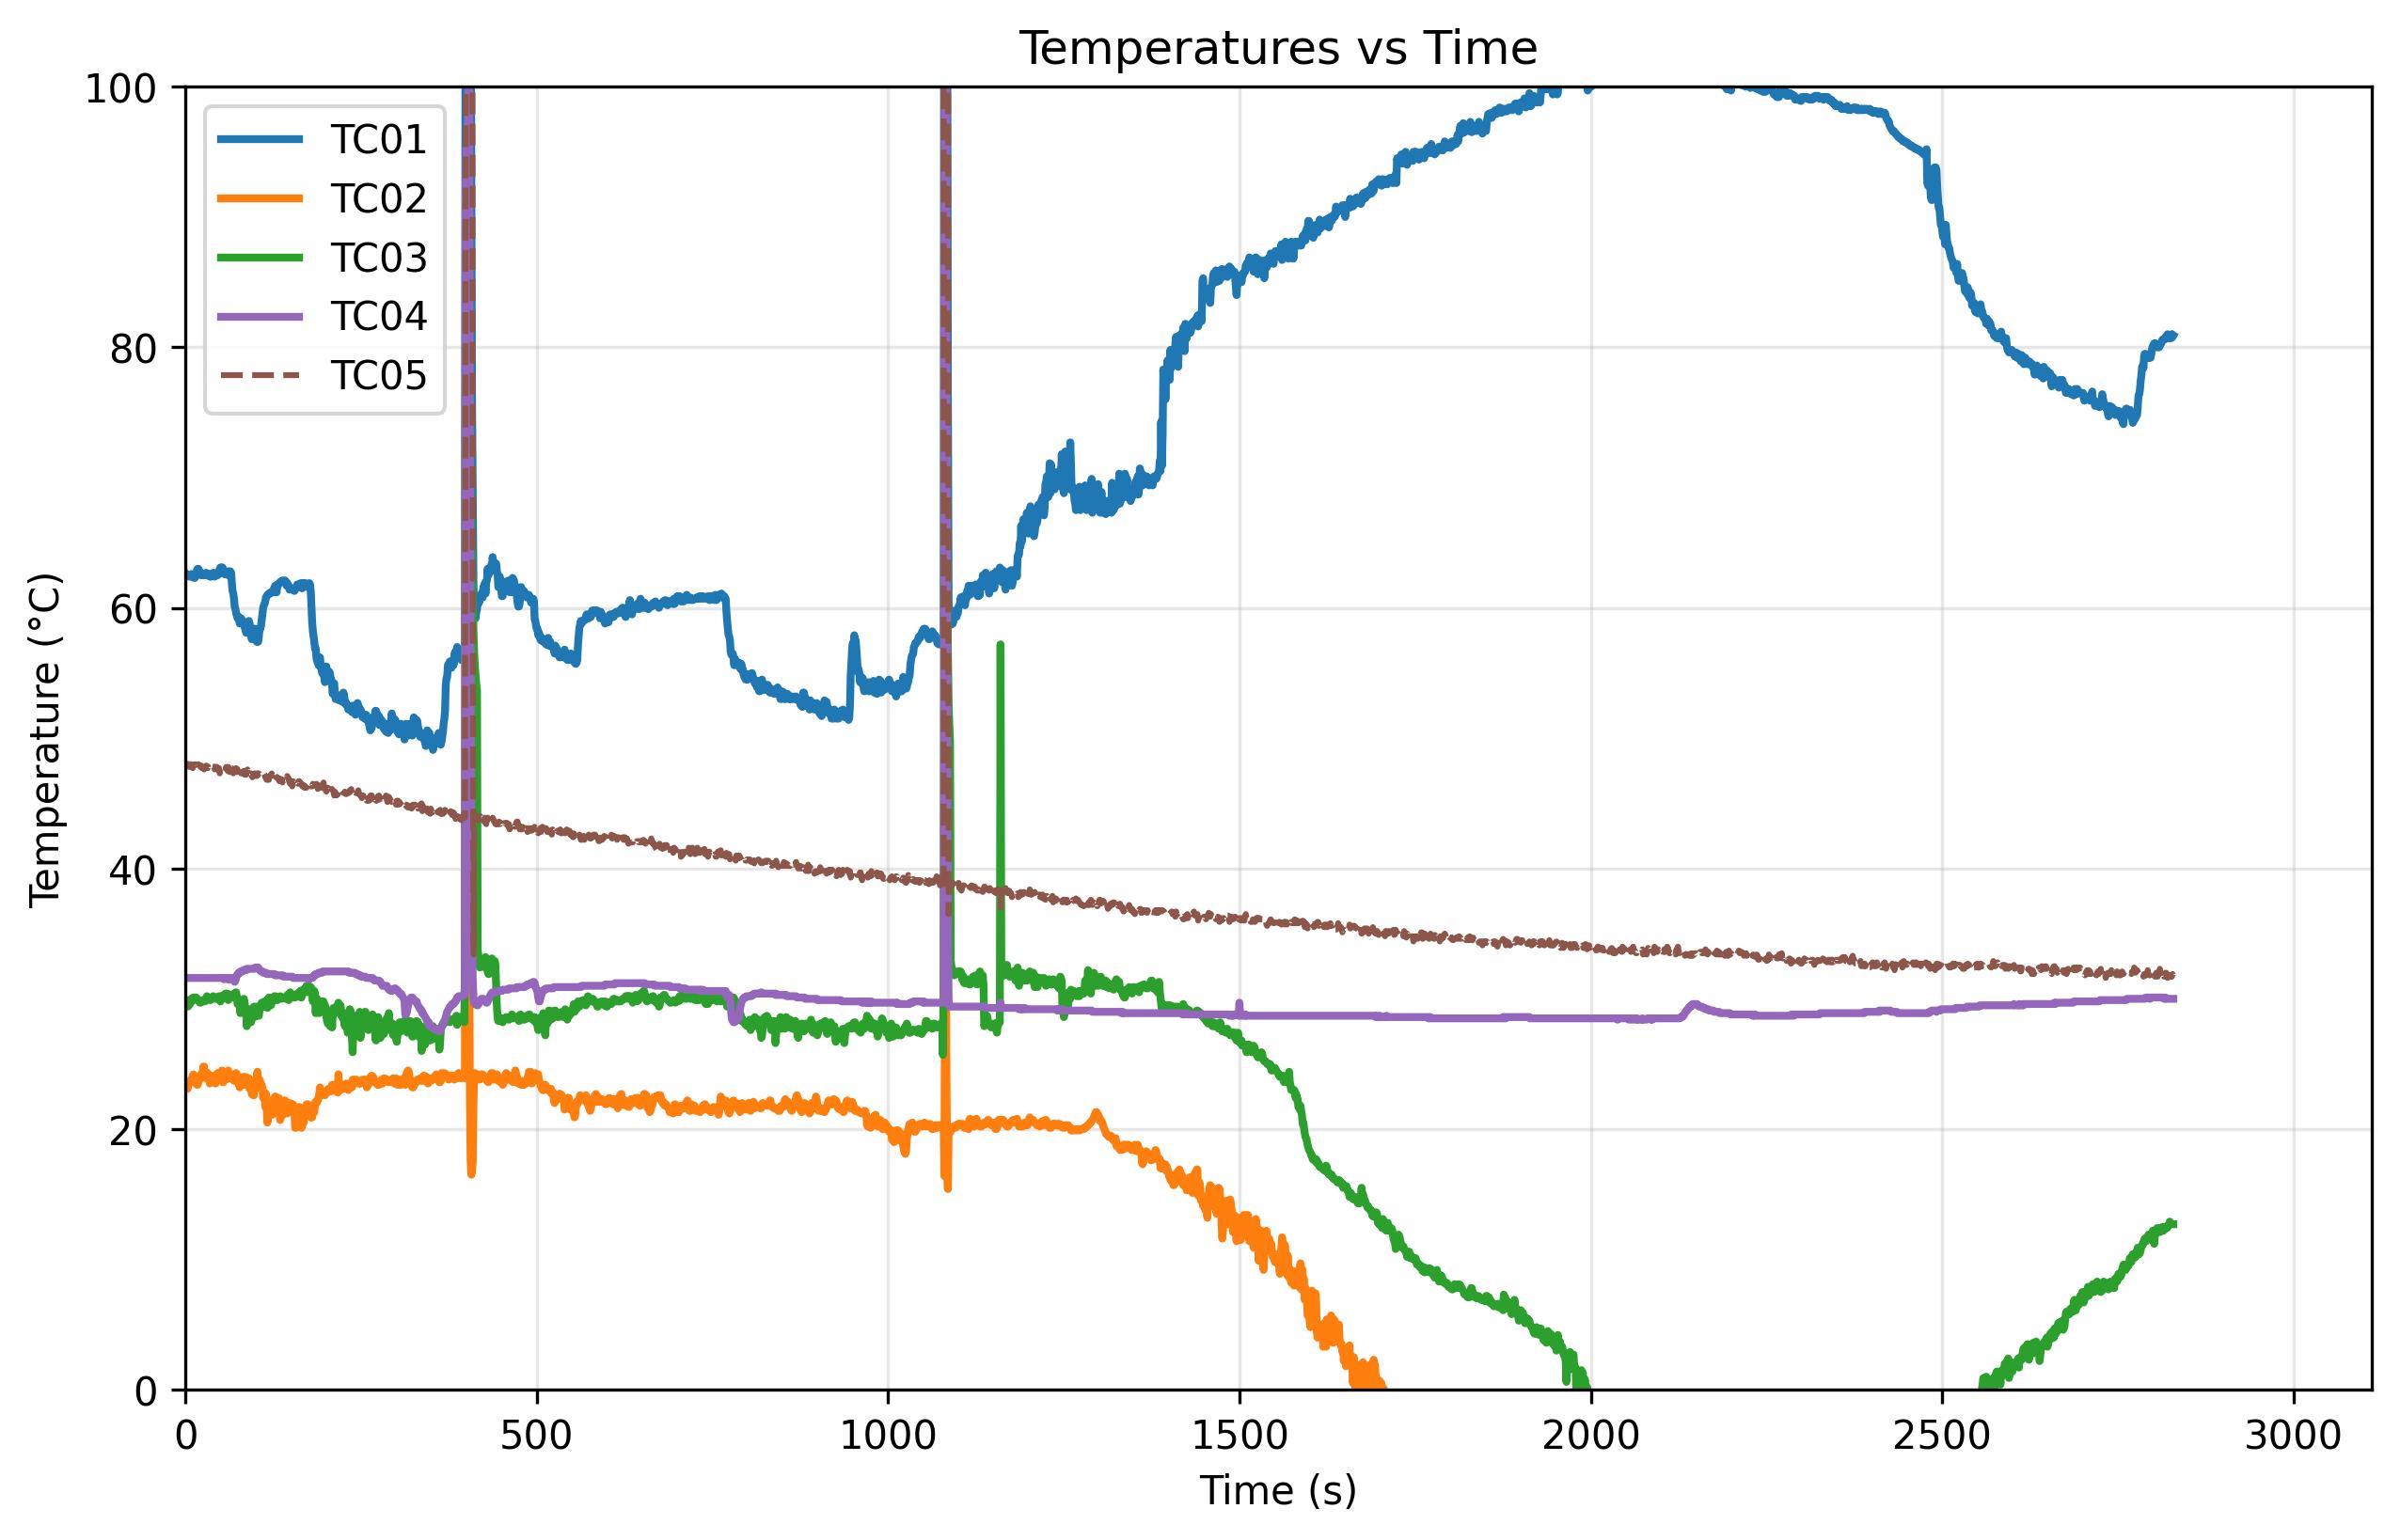 Temperatures vs Time
100
80
60
40
20
0
Temperature (°C)
TC01
TC02
TC03
TC04
TC05
0 500 1000 1500 2000 2500 3000
Time (s)